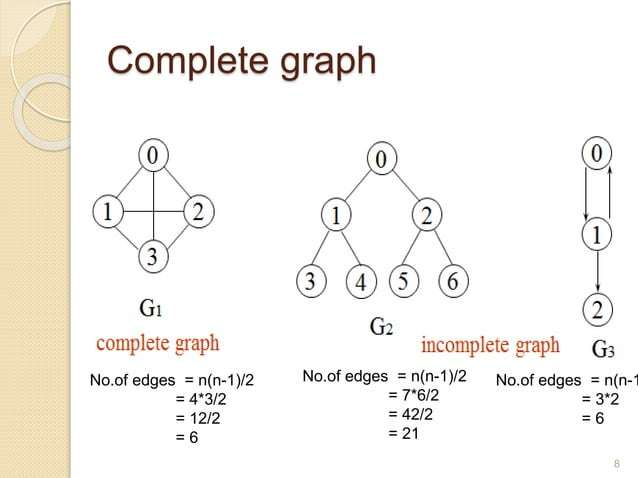 Complete graph
0
1 2
3
G1
complete graph
No.of edges = n(n-1)/2
= 4*3/2
= 12/2
= 6
0
1 2
3 4 5 6
G2
incomplete graph
No.of edges = n(n-1)/2
= 7*6/2
= 42/2
= 21
0
1
2
G3
No.of edges = n(n-1
= 3*2
= 6
8